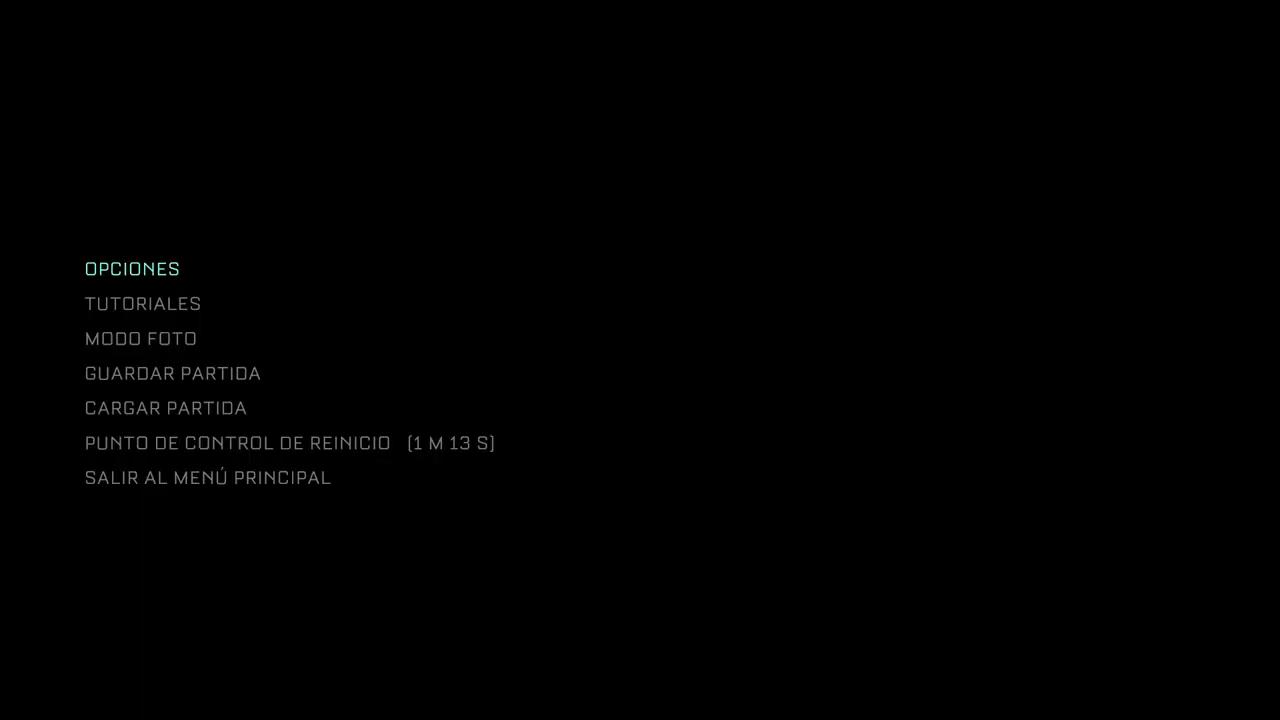 OPCIONES
TUTORIALES
MODO FOTO
GUARDAR PARTIDA
CARGAR PARTIDA
PUNTO DE CONTROL DE REINICIO (1 M 13 S)
SALIR AL MENÚ PRINCIPAL